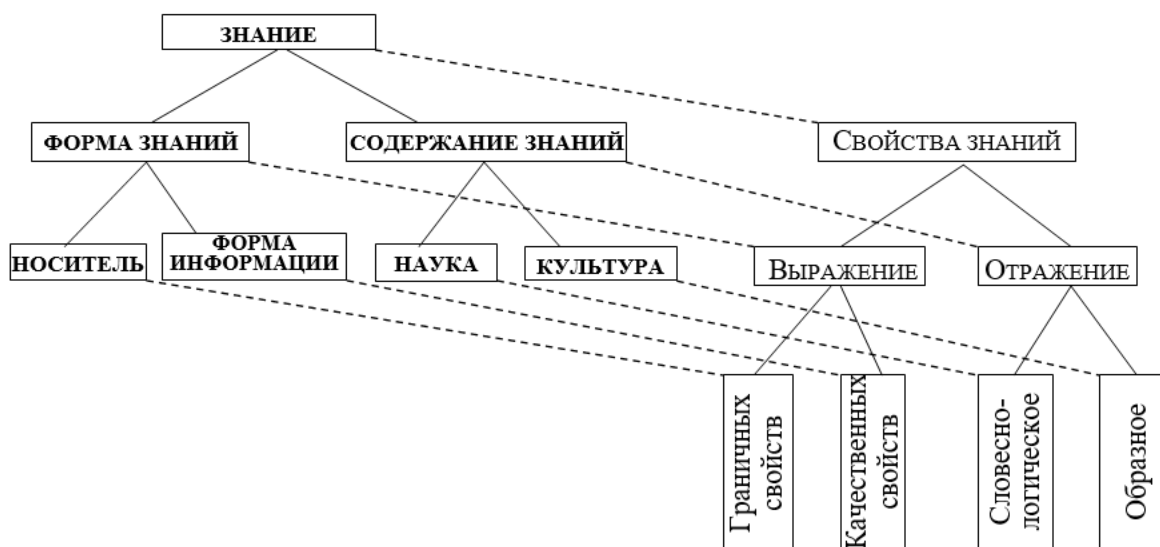 ЗНАНИЕ
ФОРМА ЗНАНИЙ
СОДЕРЖАНИЕ ЗНАНИЙ
СВОЙСТВА ЗНАНИЙ
НОСИТЕЛЬ
ФОРМА
ИНФОРМАЦИИ
НАУКА
КУЛЬТУРА
ВЫРАЖЕНИЕ
ОТРАЖЕНИЕ
Граничных
свойств
Качественных
свойств
Словесно-
логическое
Образное